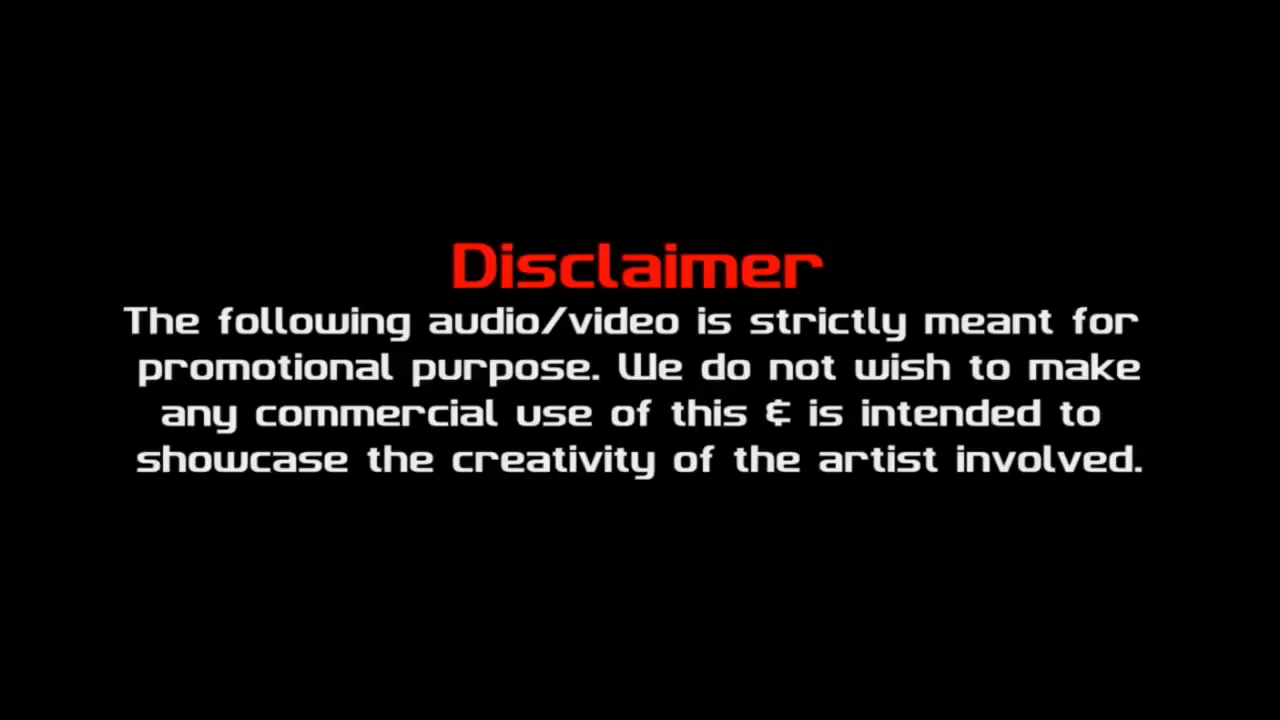 Disclaimer
The following audio/video is strictly meant for
promotional purpose. We do not wish to make
any commercial use of this & is intended to
showcase the creativity of the artist involved.